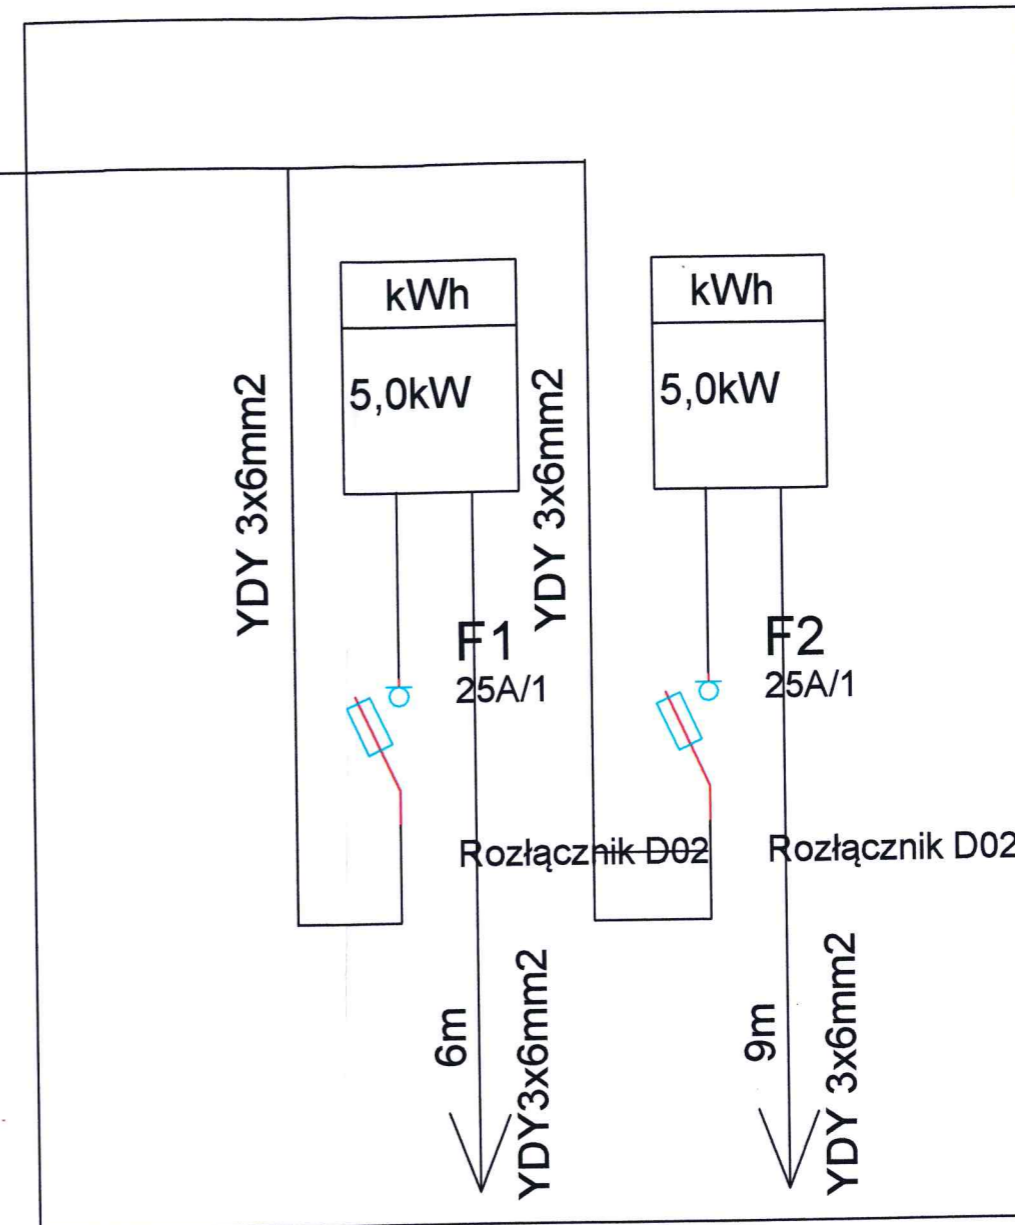 kWh
5,0kW
YDY 3x6mm2
F1
25A/1
Rozłącznik D02
6m
YDY3x6mm2
kWh
5,0kW
YDY 3x6mm2
F2
25A/1
Rozłącznik D02
9m
YDY 3x6mm2